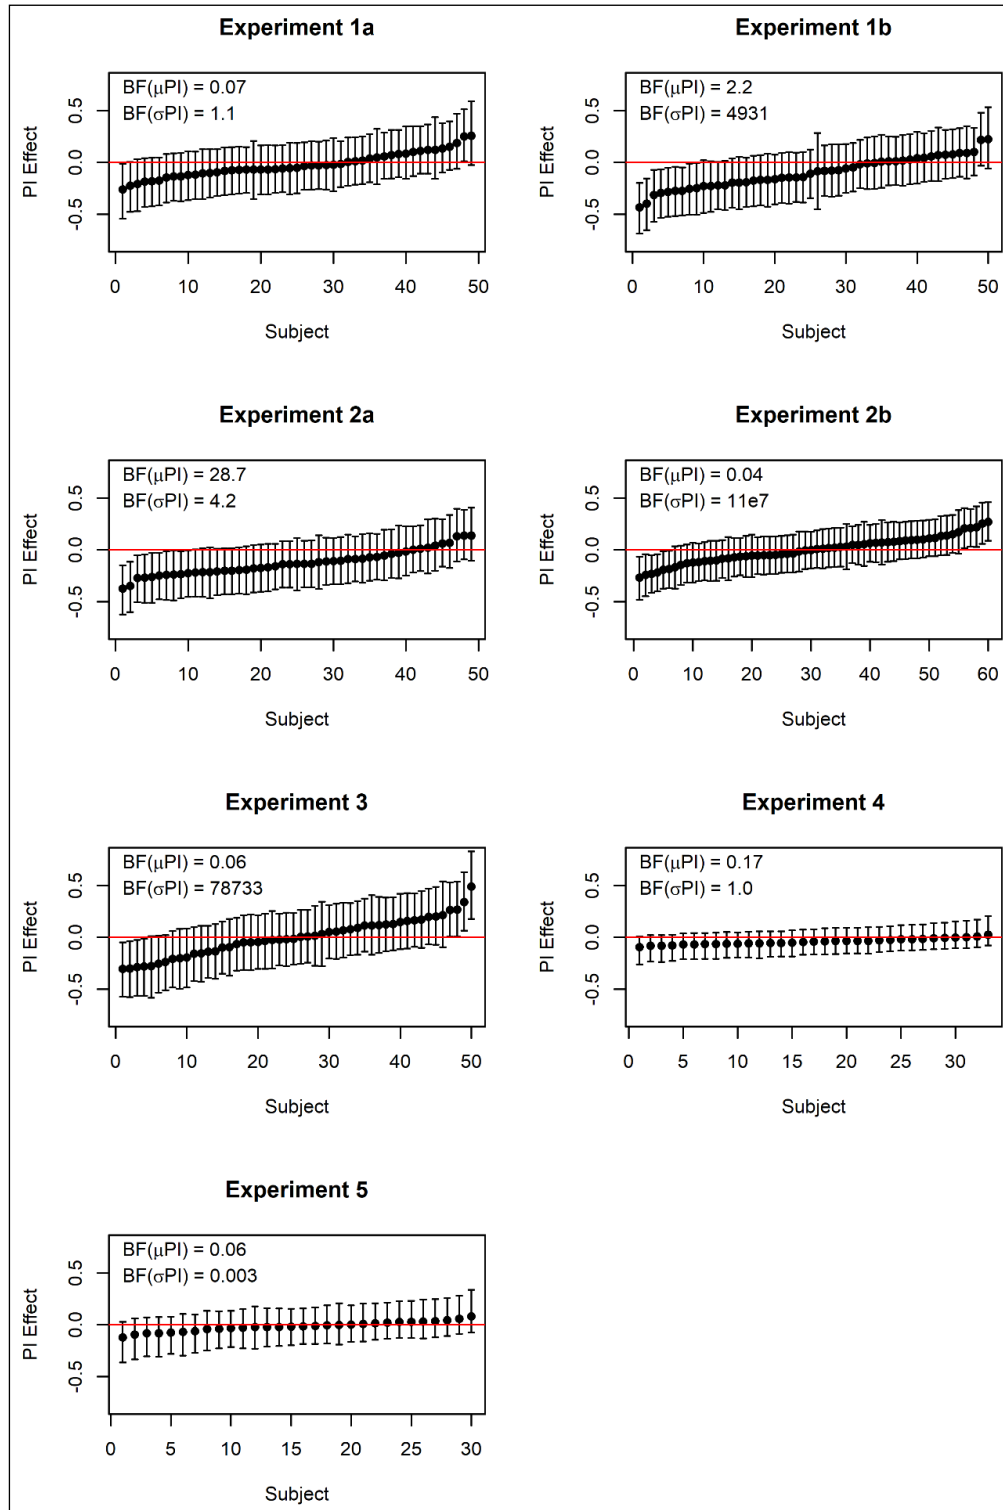 Experiment 1a
BF(μPI) = 0.07
BF(σPI) = 1.1
PI Effect
0.5
0.0
-0.5
0 10 20 30 40 50
Subject
Experiment 1b
BF(μPI) = 2.2
BF(σPI) = 4931
PI Effect
0.5
0.0
-0.5
0 10 20 30 40 50
Subject
Experiment 2a
BF(μPI) = 28.7
BF(σPI) = 4.2
PI Effect
0.5
0.0
-0.5
0 10 20 30 40 50
Subject
Experiment 2b
BF(μPI) = 0.04
BF(σPI) = 11e7
PI Effect
0.5
0.0
-0.5
0 10 20 30 40 50 60
Subject
Experiment 3
BF(μPI) = 0.06
BF(σPI) = 78733
PI Effect
0.5
0.0
-0.5
0 10 20 30 40 50
Subject
Experiment 4
BF(μPI) = 0.17
BF(σPI) = 1.0
PI Effect
0.5
0.0
-0.5
0 5 10 15 20 25 30
Subject
Experiment 5
BF(μPI) = 0.06
BF(σPI) = 0.003
PI Effect
0.5
0.0
-0.5
0 5 10 15 20 25 30
Subject